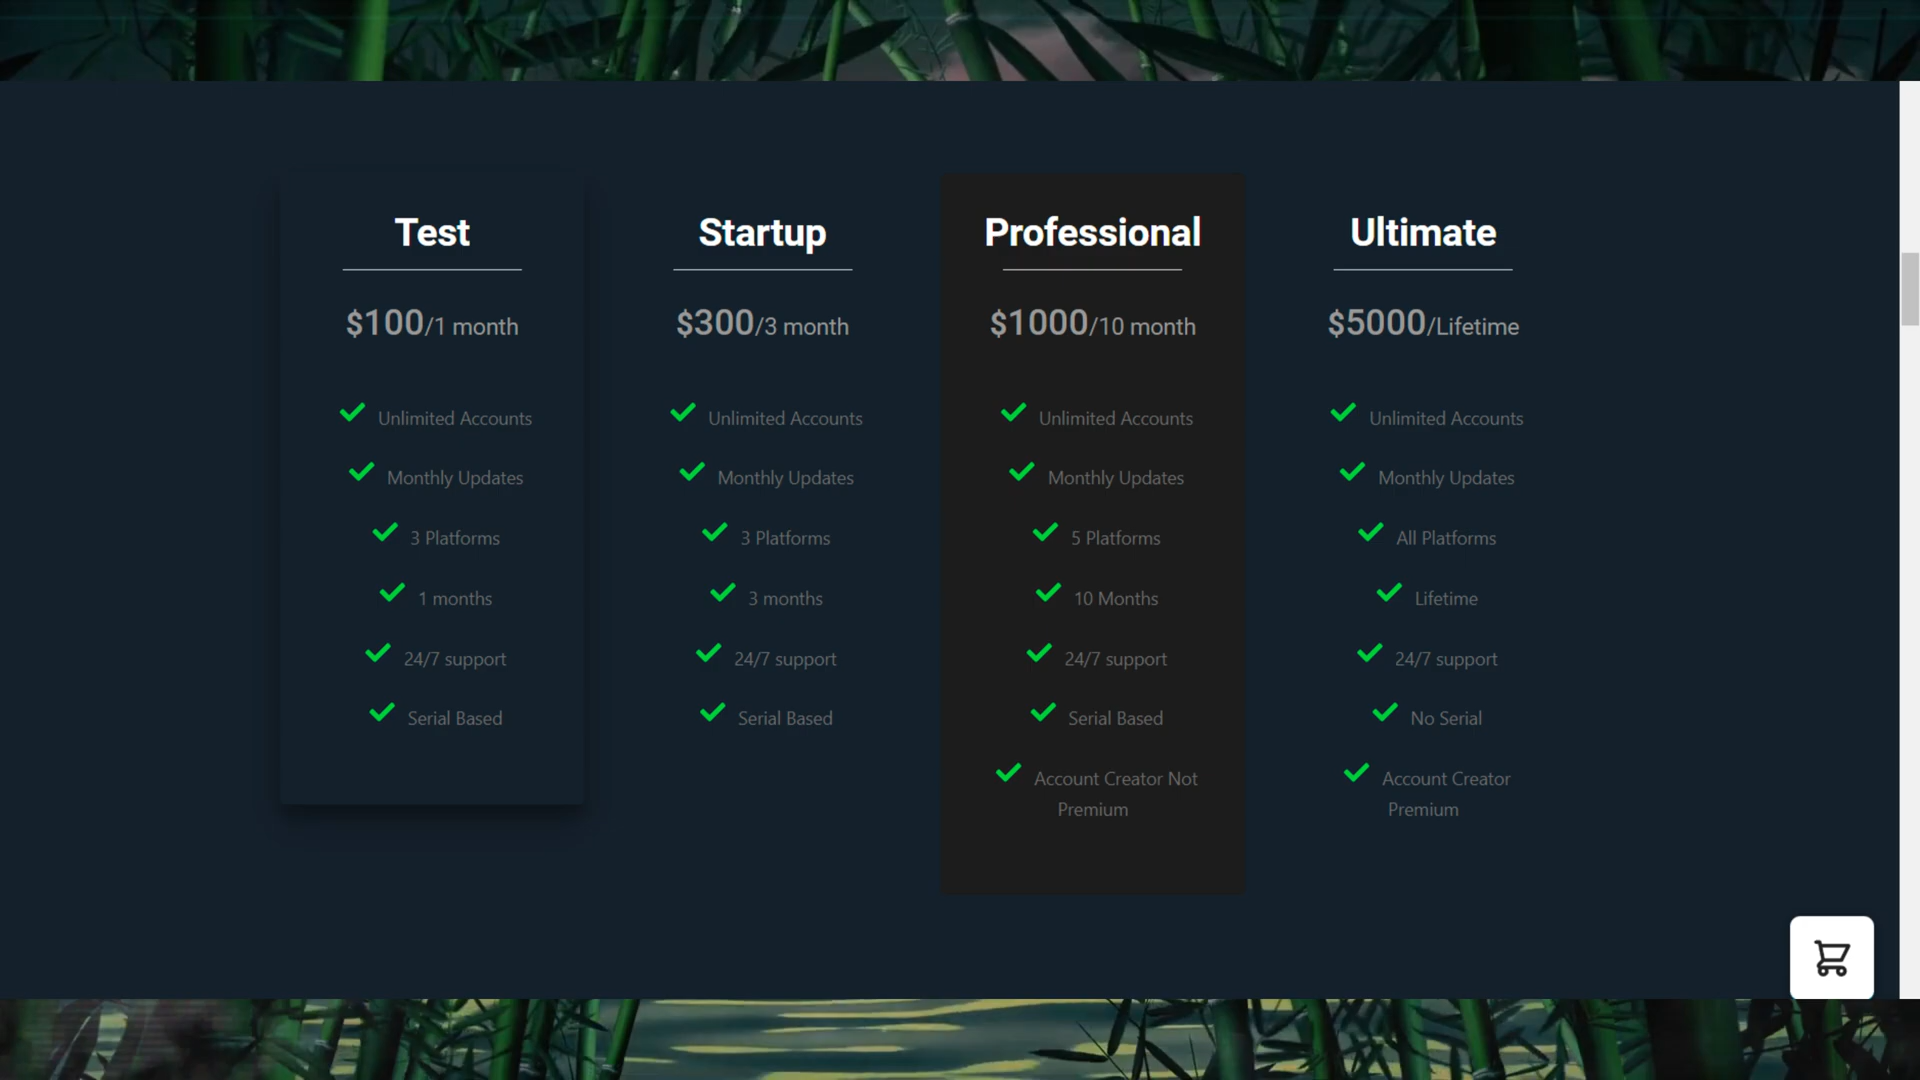 Test
$100/1 month
Unlimited Accounts
Monthly Updates
3 Platforms
1 months
24/7 support
Serial Based
Startup
$300/3 month
Unlimited Accounts
Monthly Updates
3 Platforms
3 months
24/7 support
Serial Based
Professional
$1000/10 month
Unlimited Accounts
Monthly Updates
5 Platforms
10 Months
24/7 support
Serial Based
Account Creator Not
Premium
Ultimate
$5000/Lifetime
Unlimited Accounts
Monthly Updates
All Platforms
Lifetime
24/7 support
No Serial
Account Creator
Premium